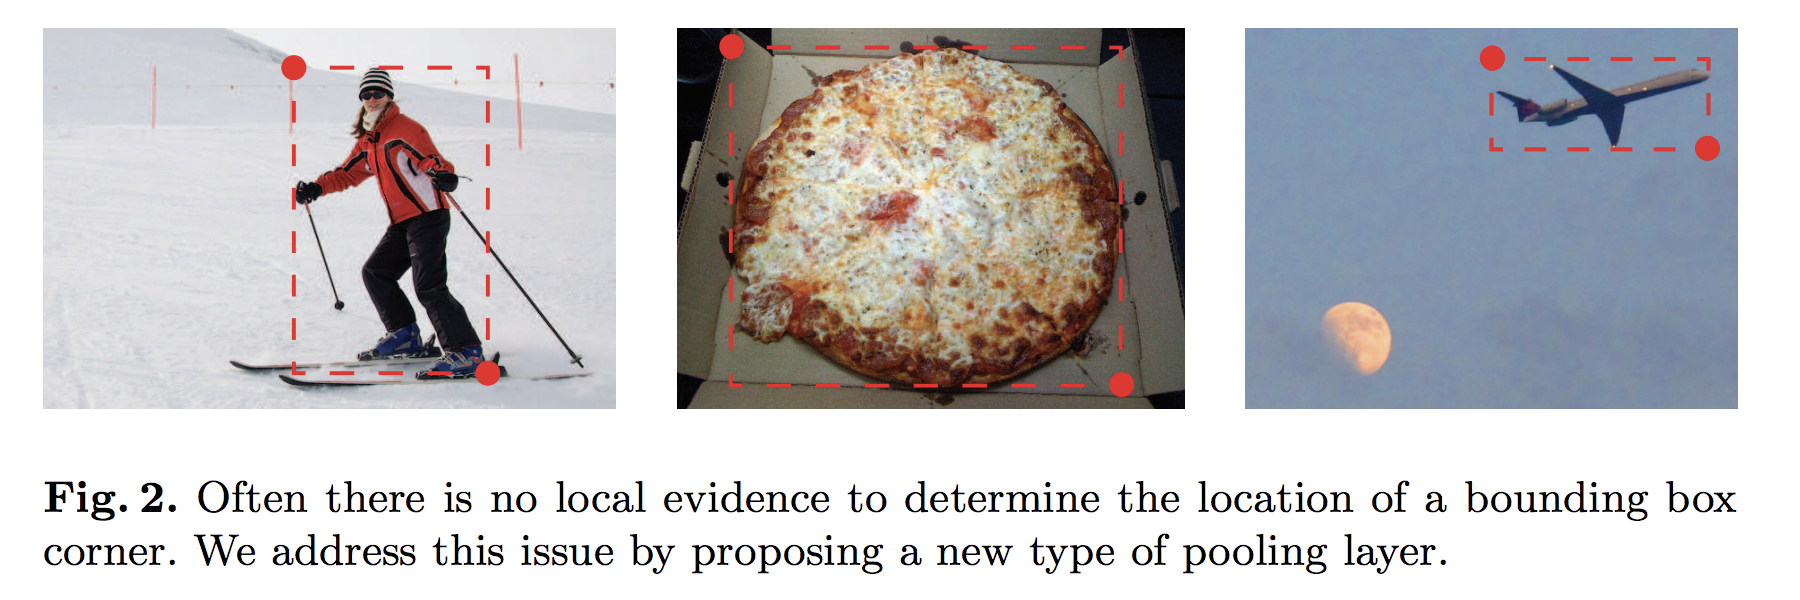 Fig. 2. Often there is no local evidence to determine the location of a bounding box
corner. We address this issue by proposing a new type of pooling layer.